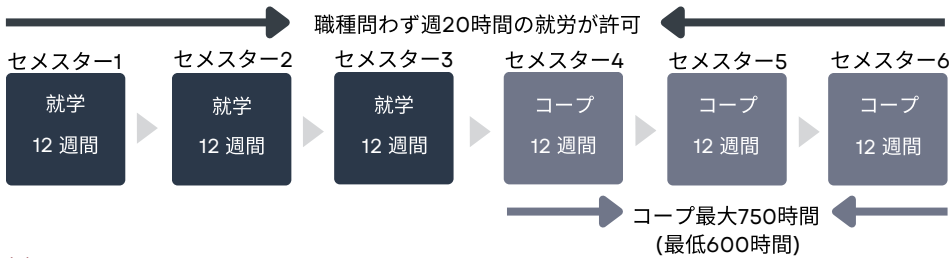 職種問わず週20時間の就労が許可
セメスター1
セメスター2
セメスター3
セメスター4
セメスター5
セメスター6
就学
12 週間
就学
12 週間
就学
12 週間
コープ
12 週間
コープ
12 週間
コープ
12 週間
コープ最大750時間
(最低600時間)